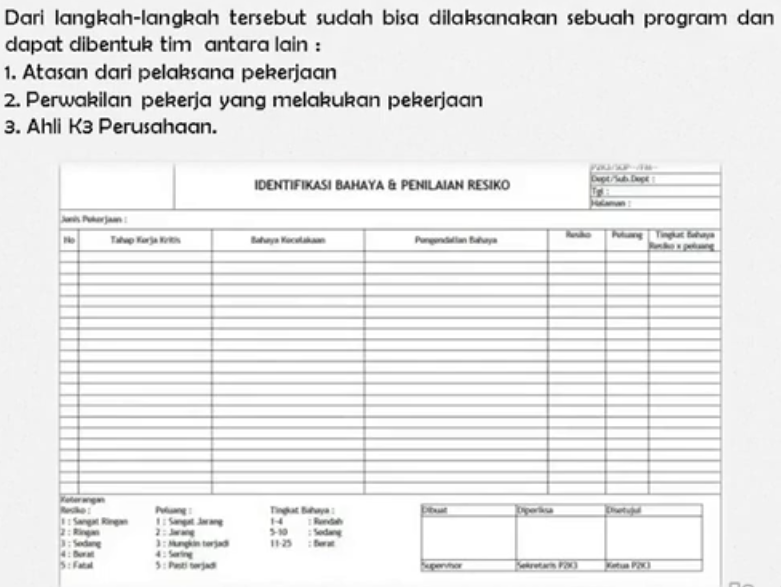 Dari langkah-langkah tersebut sudah bisa dilaksanakan sebuah program dan
dapat dibentuk tim antara lain :
1. Atasan dari pelaksana pekerjaan
2. Perwakilan pekerja yang melakukan pekerjaan
3. Ahli K3 Perusahaan.
IDENTIFIKASI BAHAYA & PENILAIAN RESIKO
Dept/Sub.Dept :
Tgl :
Halaman :
Jenis Pekerjaan :
No Tahap Kerja Kritis Bahaya Kecelakaan Pengendalian Bahaya Resiko Peluang Tingkat Bahaya
Resiko x peluang
Keterangan
Resiko : Peluang : Tingkat Bahaya : Dibuat Diperiksa Disetujui
1 : Sangat Ringan 1 : Sangat Jarang 1-4 : Rendah
2 : Ringan 2 : Jarang 5-10 : Sedang
3 : Sedang 3 : Mungkin terjadi 11-25 : Berat
4 : Berat 4 : Sering
5 : Fatal 5 : Pasti terjadi Supervisor Sekretaris P2K3 Ketua P2K3